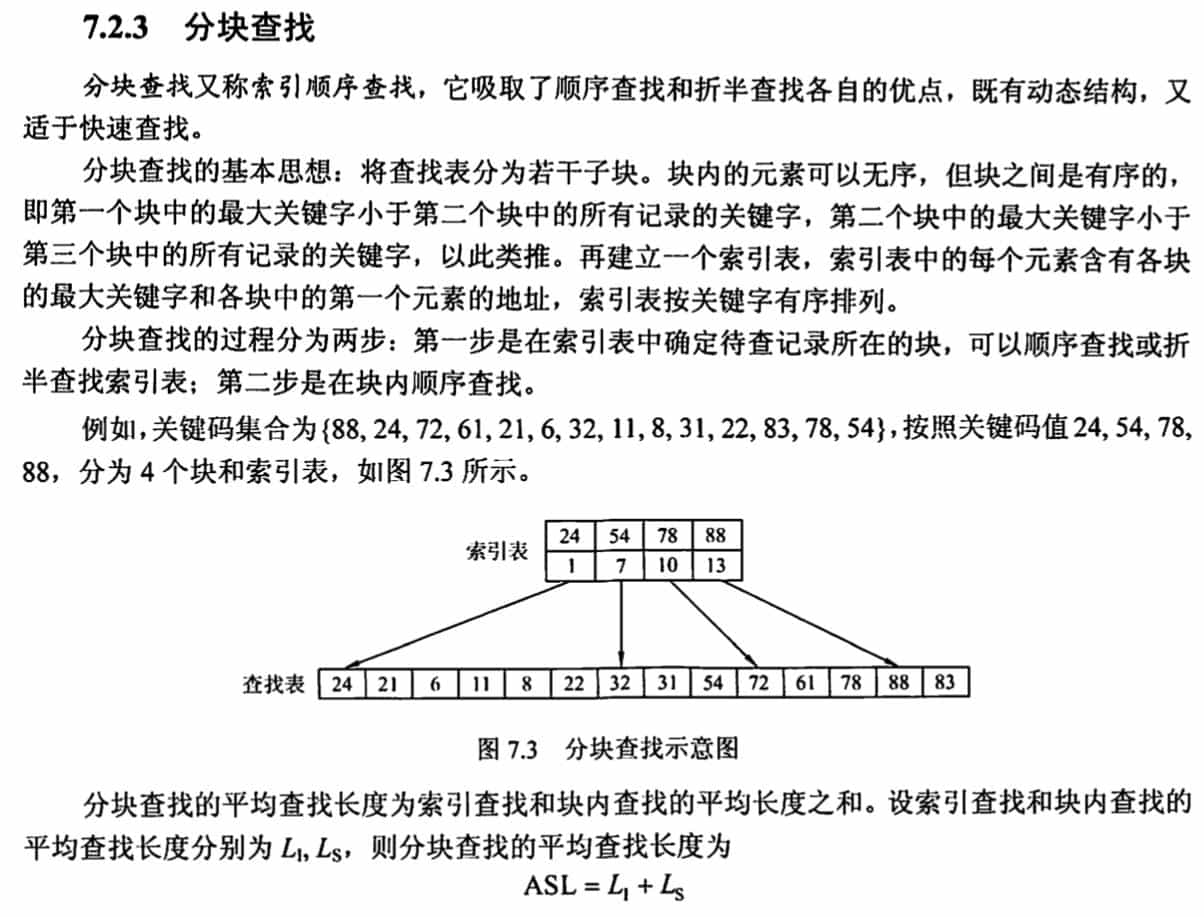 7.2.3 分块查找
分块查找又称索引顺序查找，它吸取了顺序查找和折半查找各自的优点，既有动态结构，又
适于快速查找。
分块查找的基本思想：将查找表分为若干子块。块内的元素可以无序，但块之间是有序的，
即第一个块中的最大关键字小于第二个块中的所有记录的关键字，第二个块中的最大关键字小于
第三个块中的所有记录的关键字，以此类推。再建立一个索引表，索引表中的每个元素含有各块
的最大关键字和各块中的第一个元素的地址，索引表按关键字有序排列。
分块查找的过程分为两步：第一步是在索引表中确定待查记录所在的块，可以顺序查找或折
半查找索引表；第二步是在块内顺序查找。
例如，关键码集合为{88, 24, 72, 61, 21, 6, 32, 11, 8, 31, 22, 83, 78, 54}，按照关键码值 24, 54, 78,
88，分为 4 个块和索引表，如图 7.3 所示。
索引表
24 54 78 88
1 7 10 13
查找表 24 21 6 11 8 22 32 31 54 72 61 78 88 83
图 7.3 分块查找示意图
分块查找的平均查找长度为索引查找和块内查找的平均长度之和。设索引查找和块内查找的
平均查找长度分别为 L_I, L_S，则分块查找的平均查找长度为
ASL = L_I + L_S